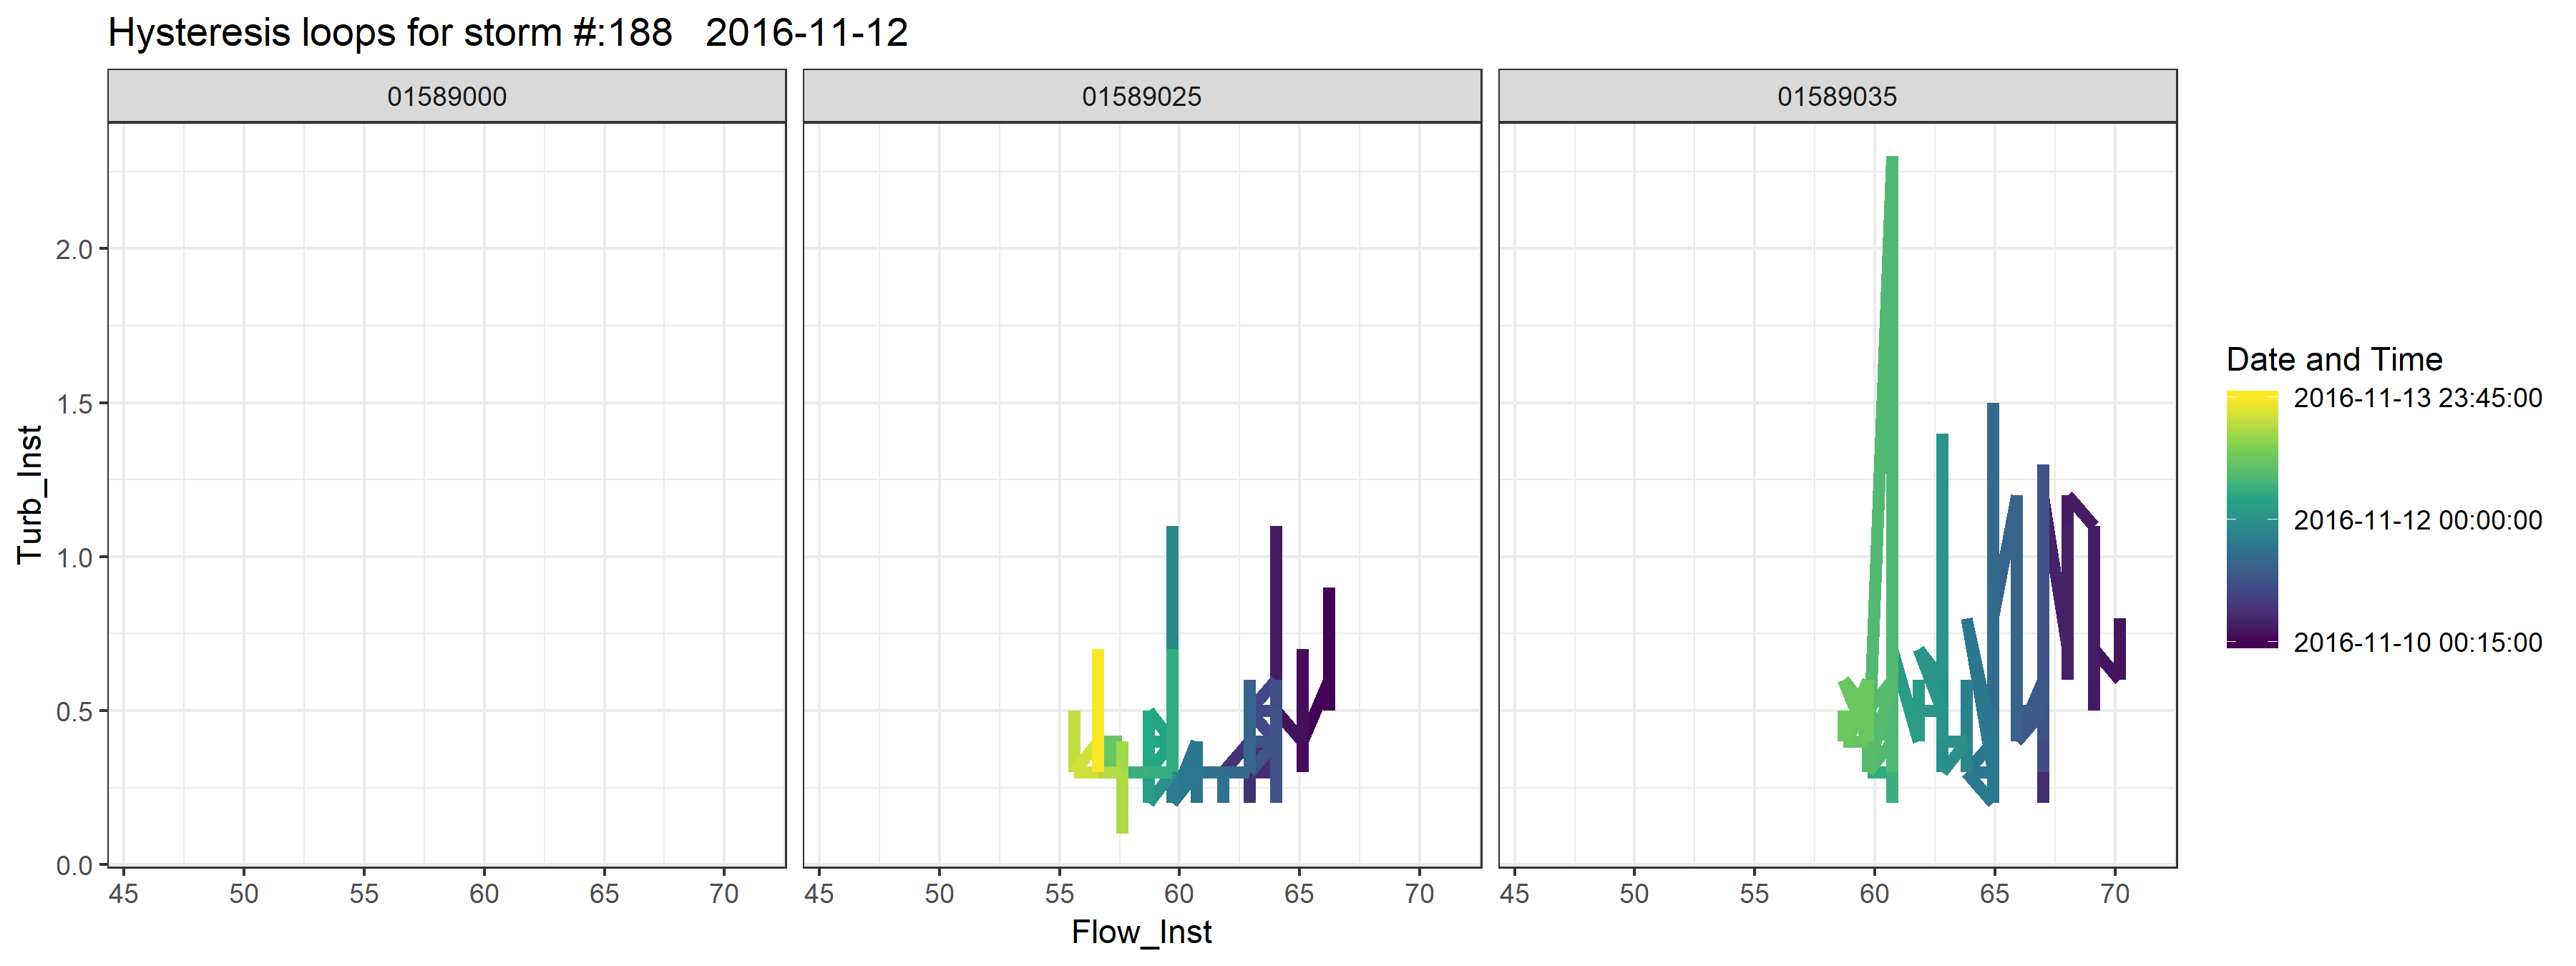 Hysteresis loops for storm #:188   2016-11-12
01589000
01589025
01589035
Turb_Inst
2.0
1.5
1.0
0.5
0.0
45 50 55 60 65 70
45 50 55 60 65 70
45 50 55 60 65 70
Flow_Inst
Date and Time
2016-11-13 23:45:00
2016-11-12 00:00:00
2016-11-10 00:15:00